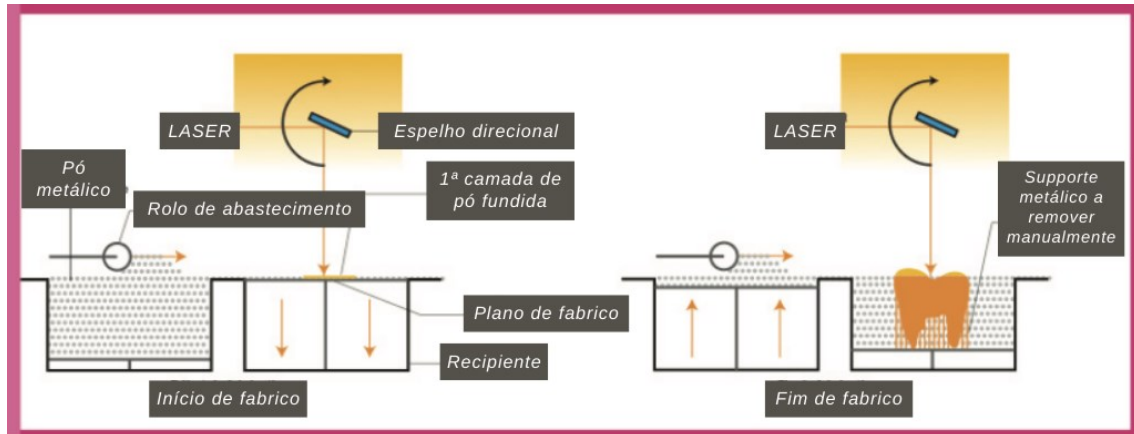 LASER
Espelho direcional
Pó
metálico
Rolo de abastecimento
1ª camada de
pó fundida
Plano de fabrico
Recipiente
Início de fabrico
LASER
Supporte
metálico a
remover
manualmente
Fim de fabrico